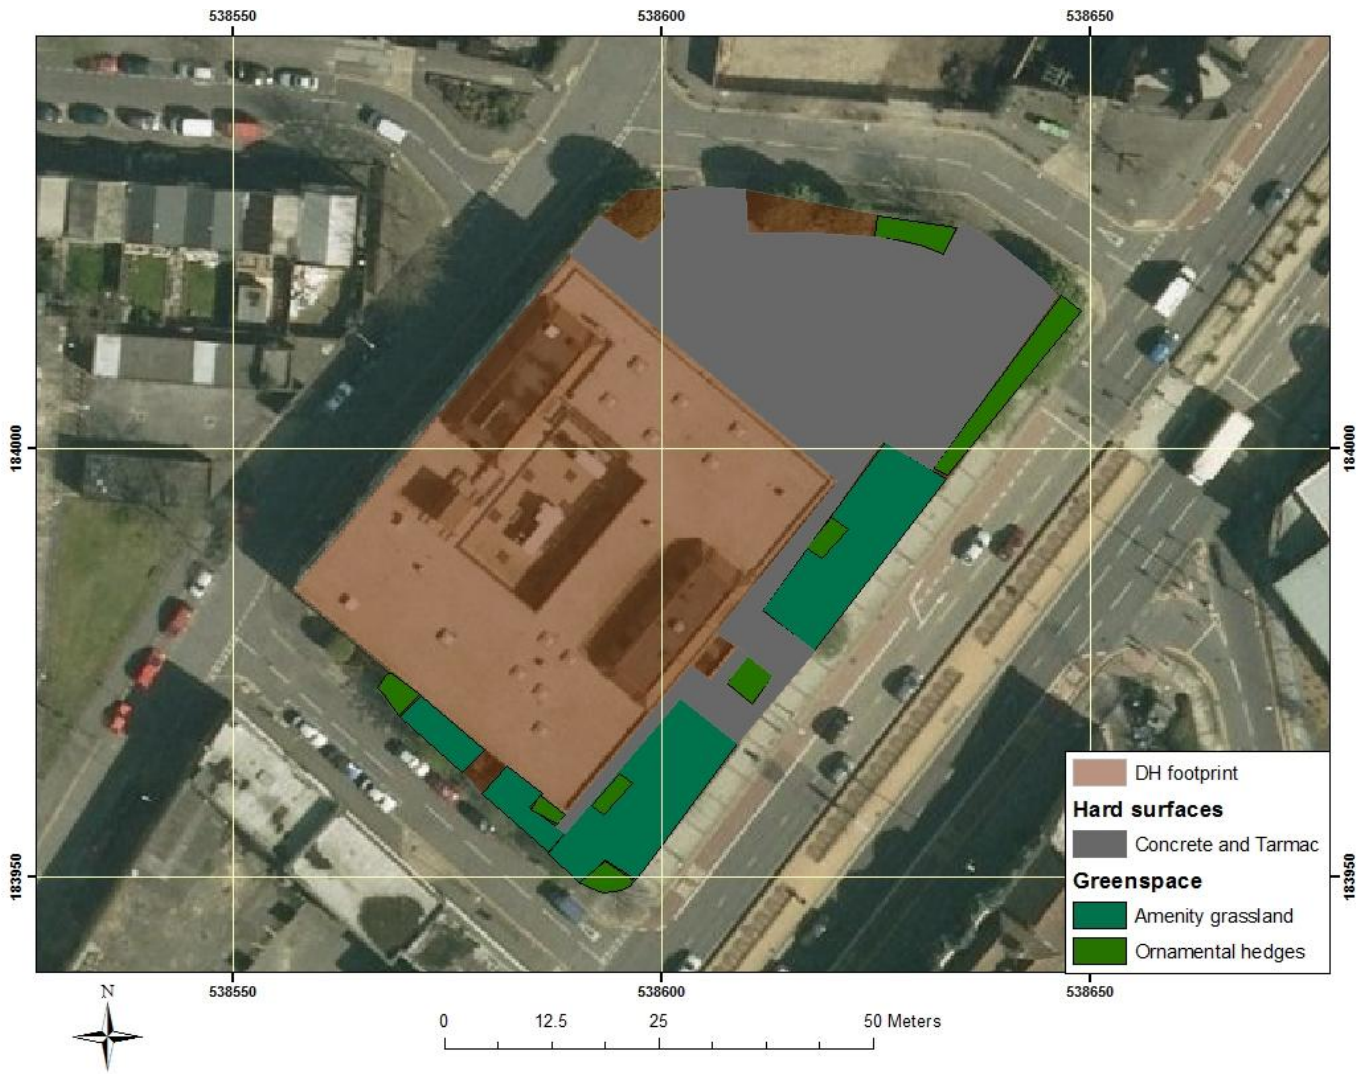 538550 538600 538650
184000 184000
183950 183950
DH footprint
Hard surfaces
Concrete and Tarmac
Greenspace
Amenity grassland
Ornamental hedges
538550 538600 538650
N
0 12.5 25 50 Meters